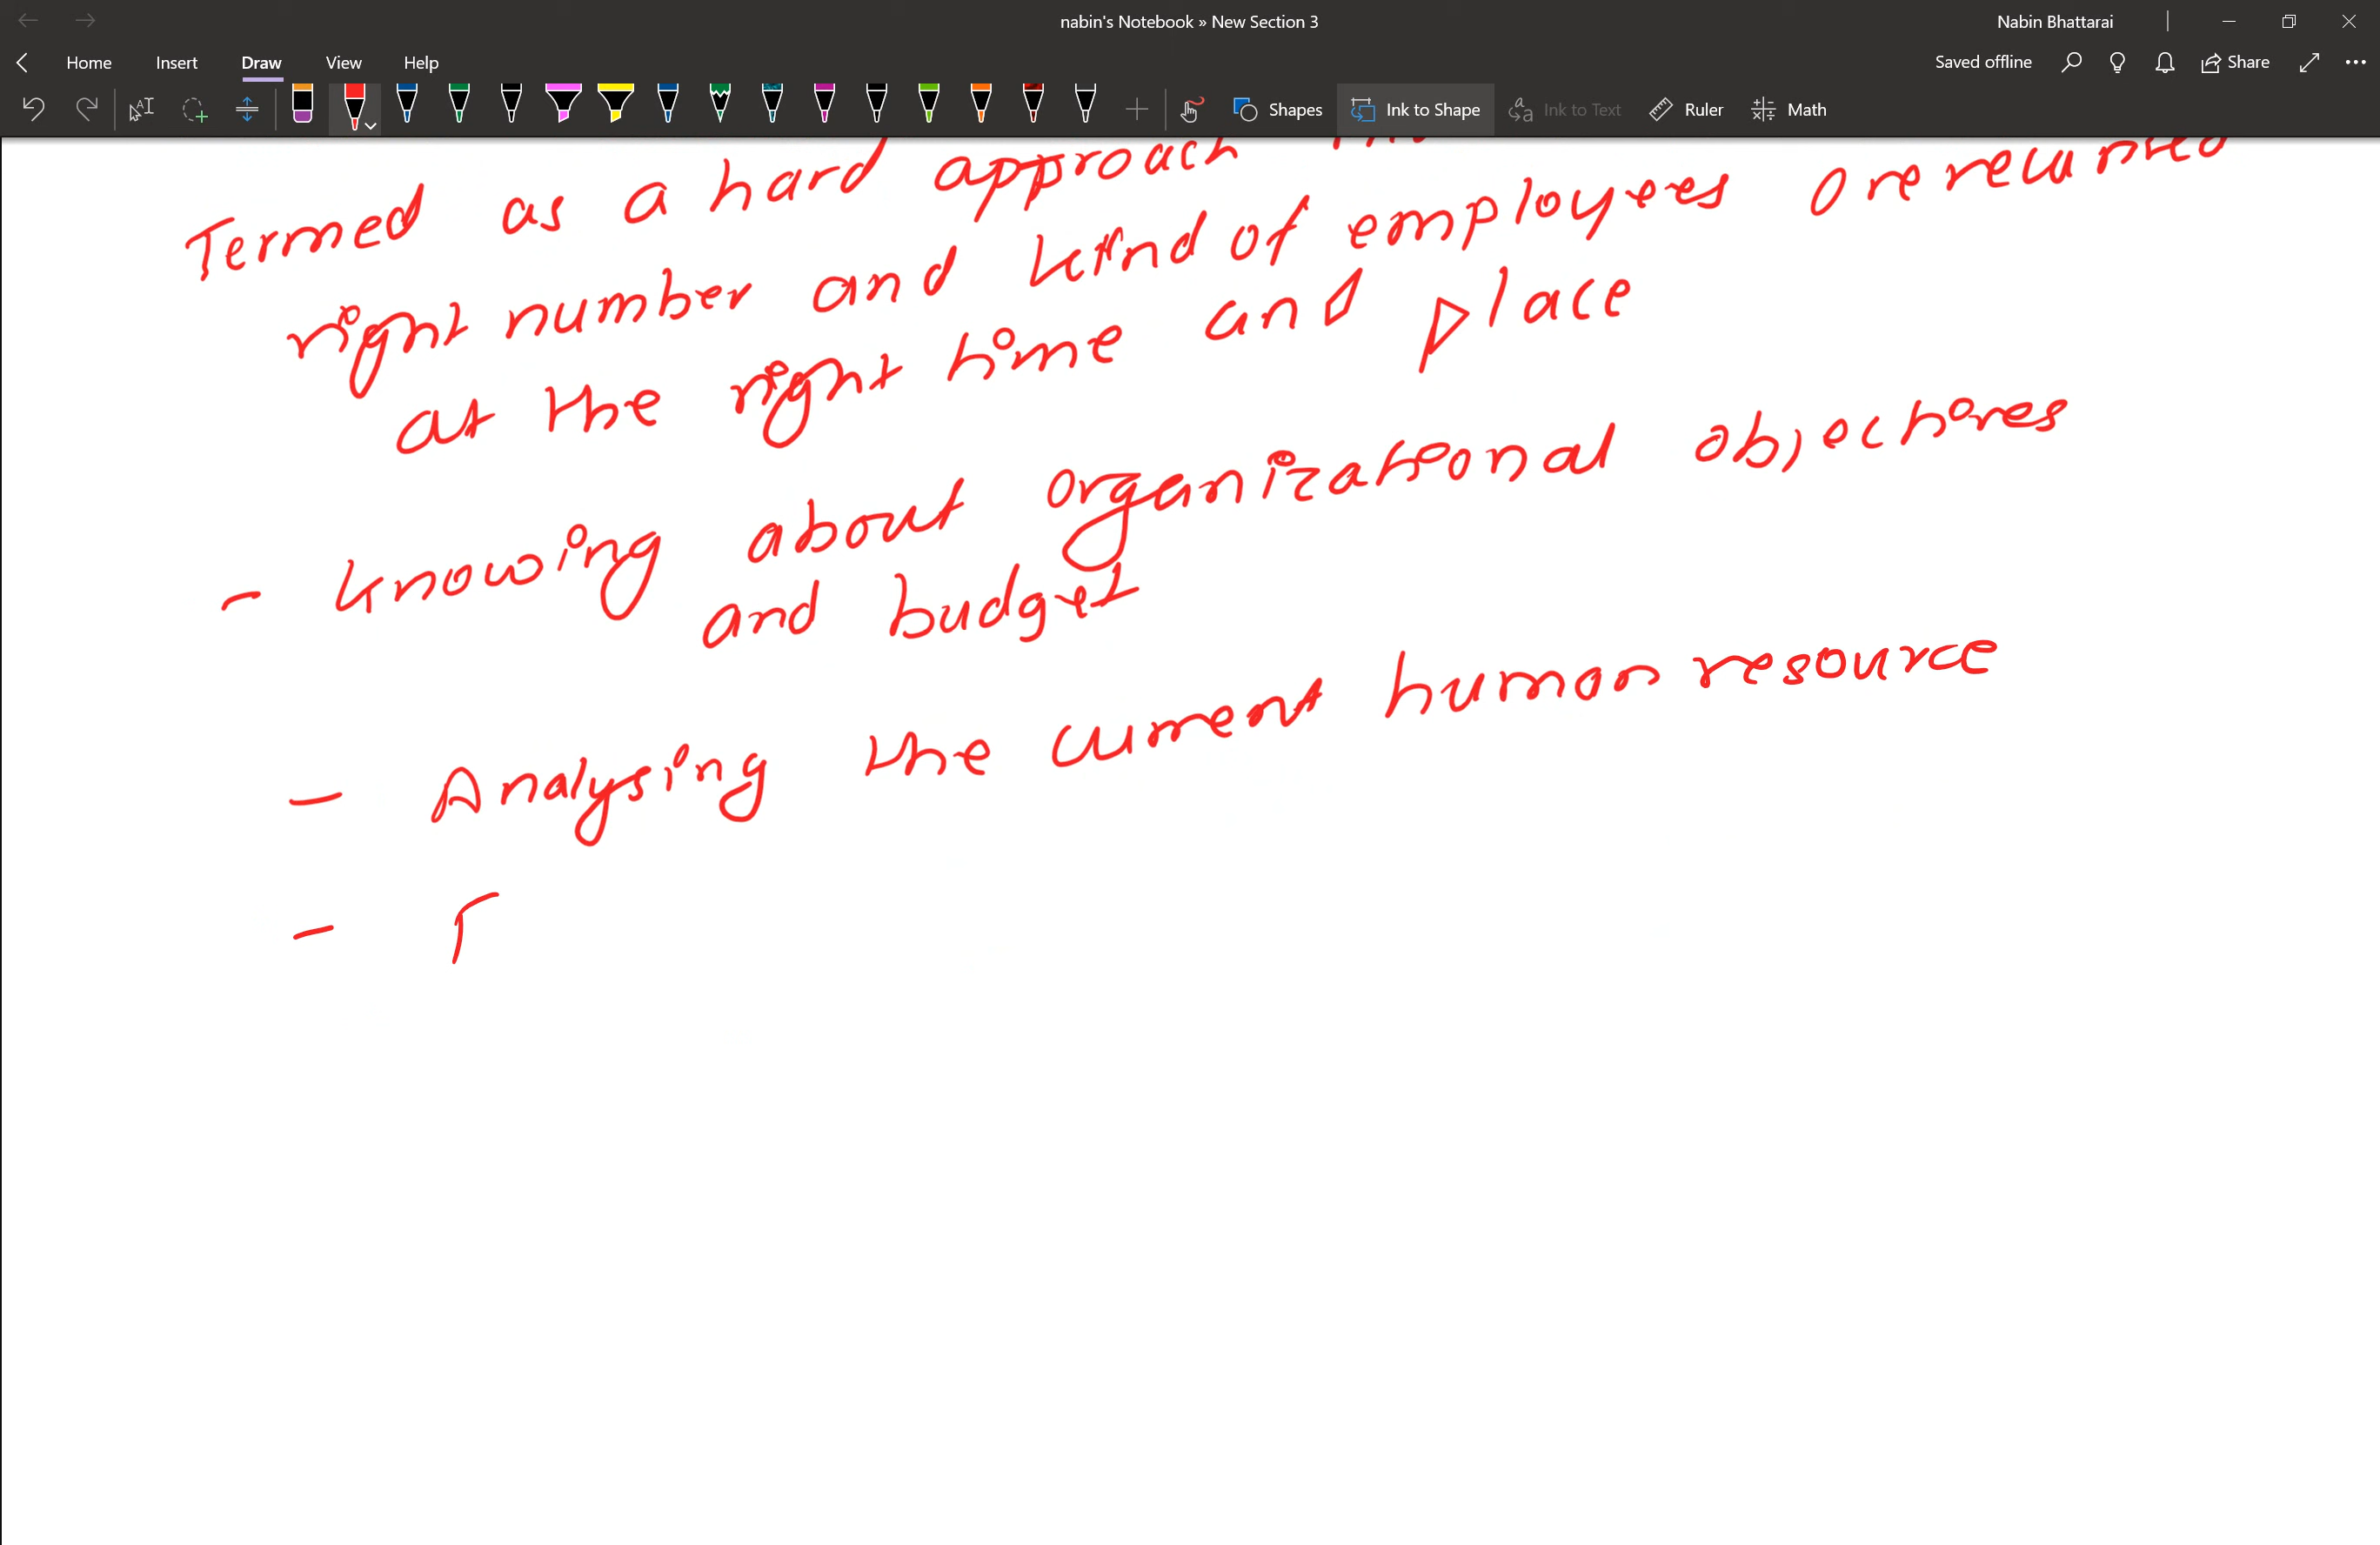 nabin's Notebook » New Section 3
Nabin Bhattarai
Home Insert Draw View Help
Saved offline
Share
Shapes Ink to Shape Ink to Text Ruler Math
Termed as a hard approach
right number and kind of employees
at the right time and place
- knowing about organizational objectives
and budget
- Analysing the current human resource
-